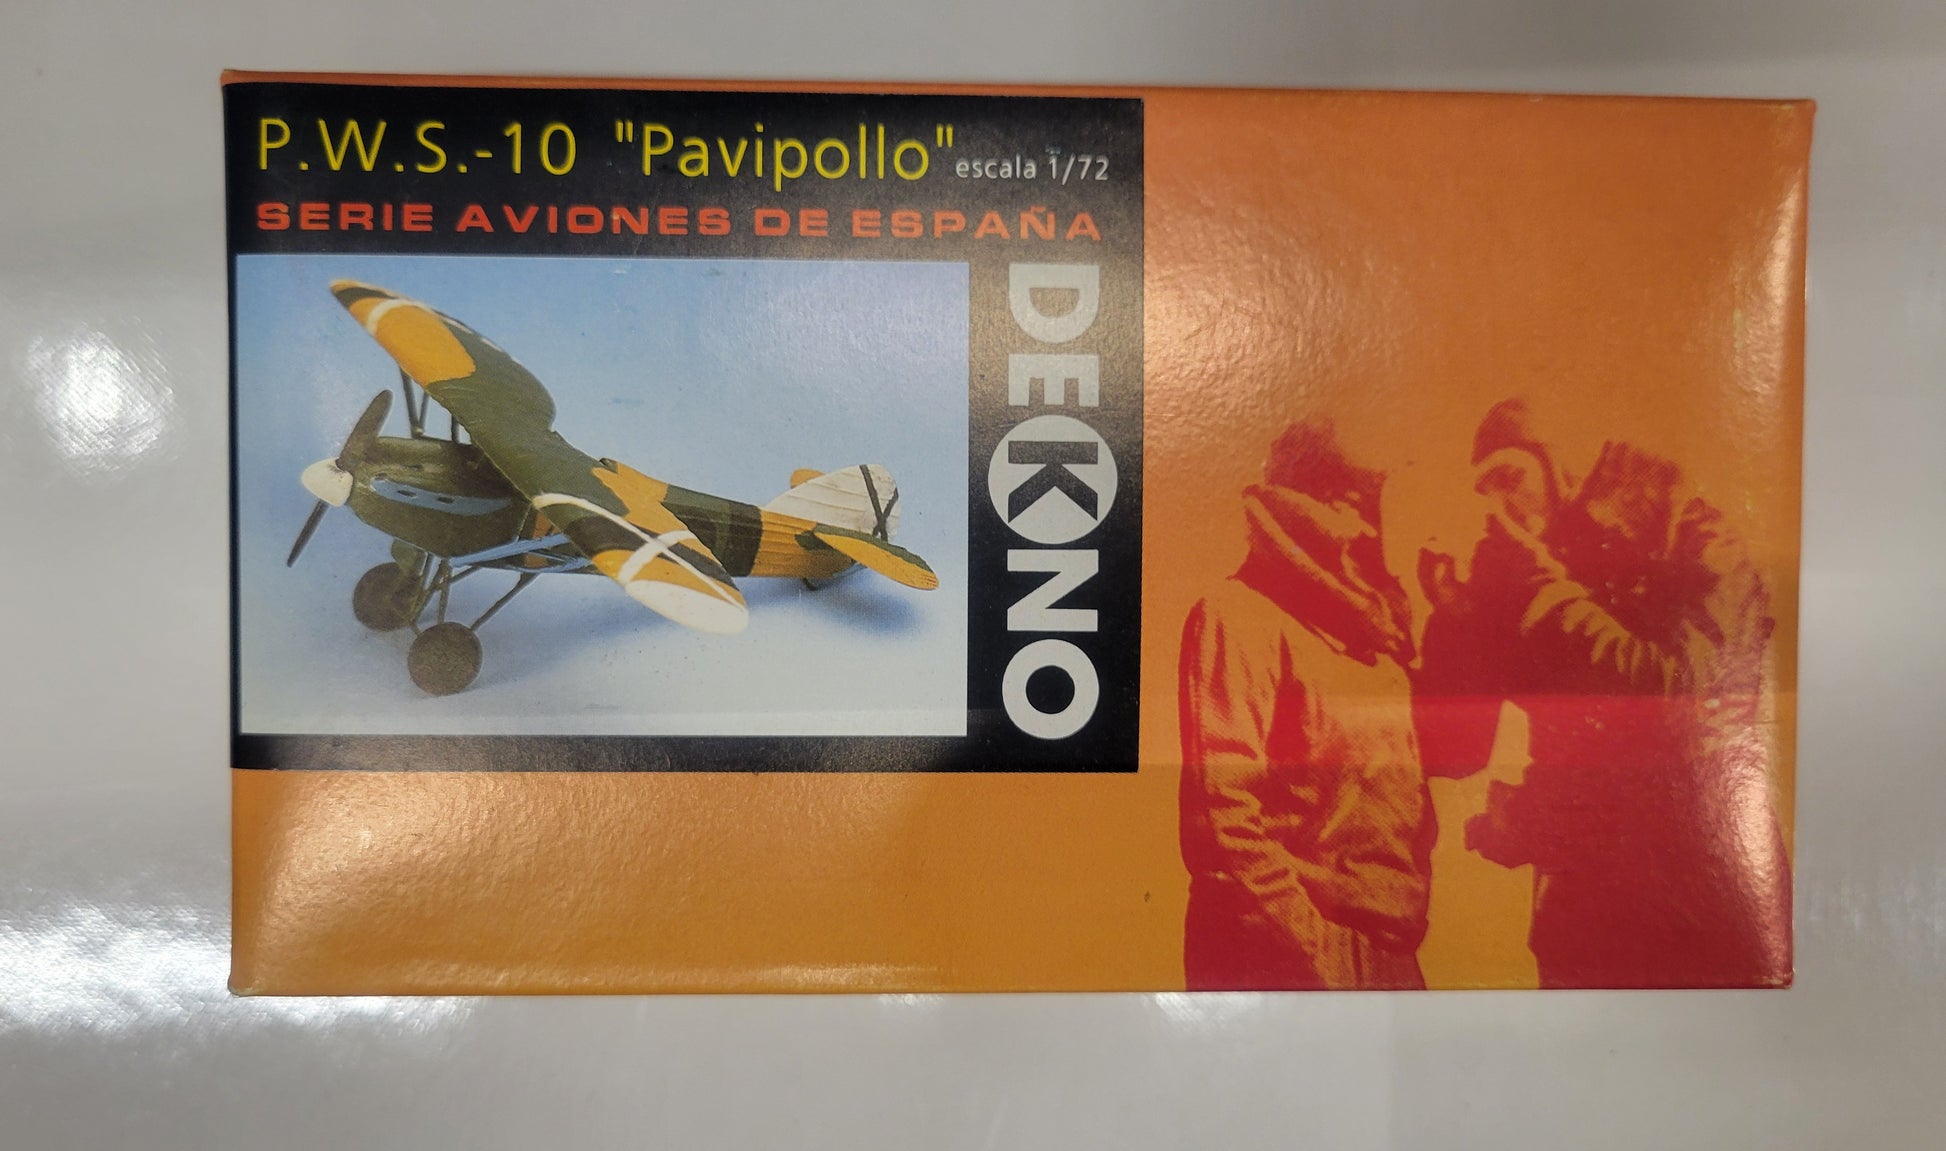 P.W.S.-10 "Pavipollo" escala 1/72
SERIE AVIONES DE ESPAÑA
DEKNO